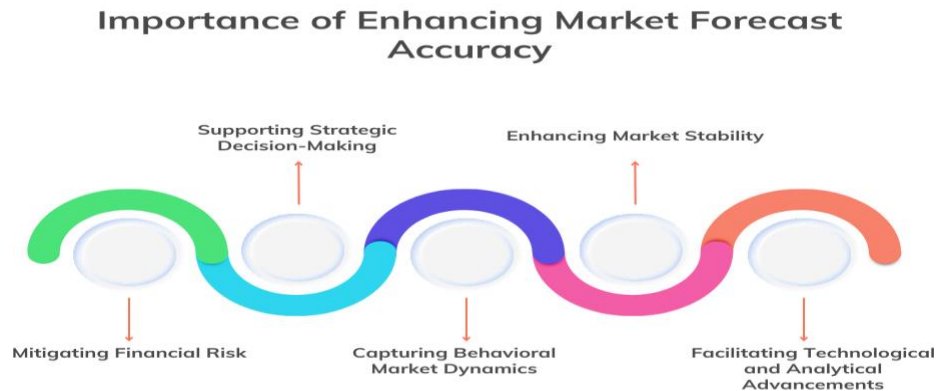 Importance of Enhancing Market Forecast
Accuracy
Supporting Strategic
Decision-Making
Enhancing Market Stability
Mitigating Financial Risk
Capturing Behavioral
Market Dynamics
Facilitating Technological
and Analytical
Advancements